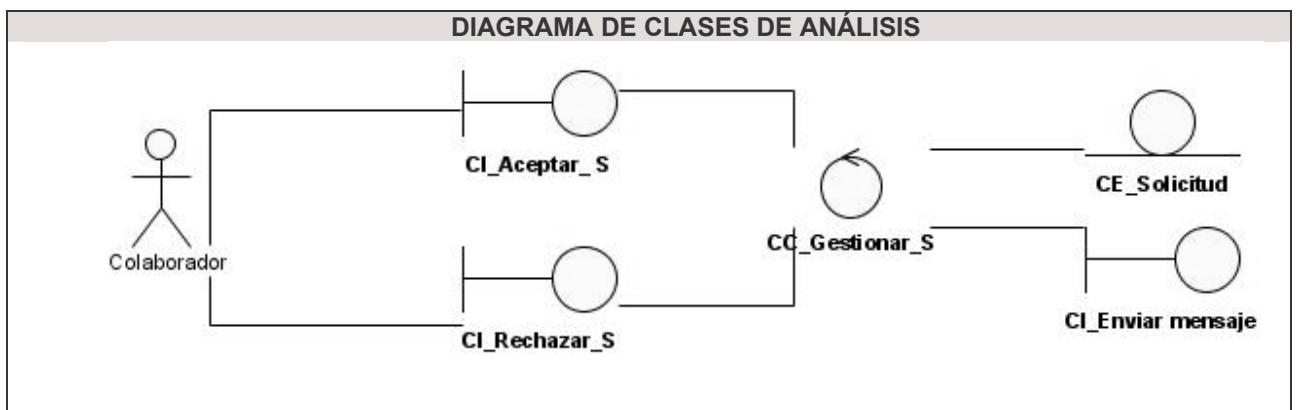 DIAGRAMA DE CLASES DE ANÁLISIS
CI_Aceptar_ S
CE_Solicitud
CC_Gestionar_S
Colaborador
CI_Rechazar_S
CI_Enviar mensaje